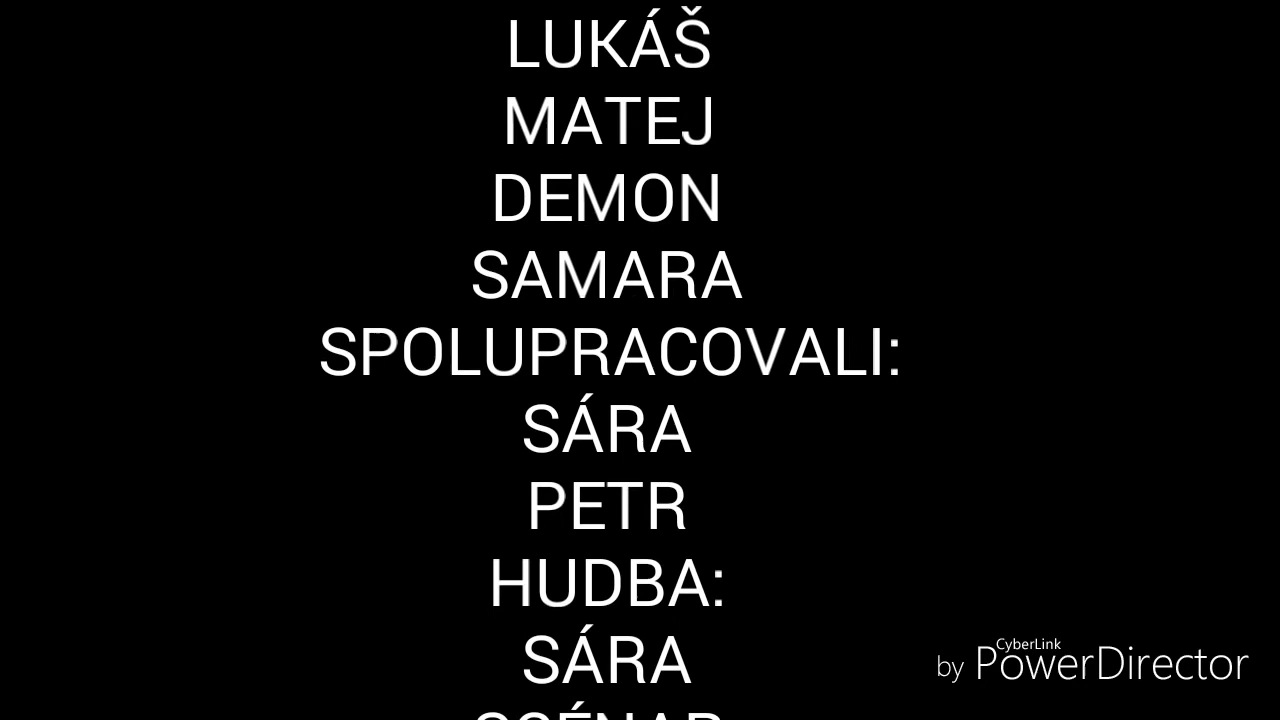 LUKÁŠ
MATEJ
DEMON
SAMARA
SPOLUPRACOVALI:
SÁRA
PETR
HUDBA:
SÁRA
by CyberLink PowerDirector